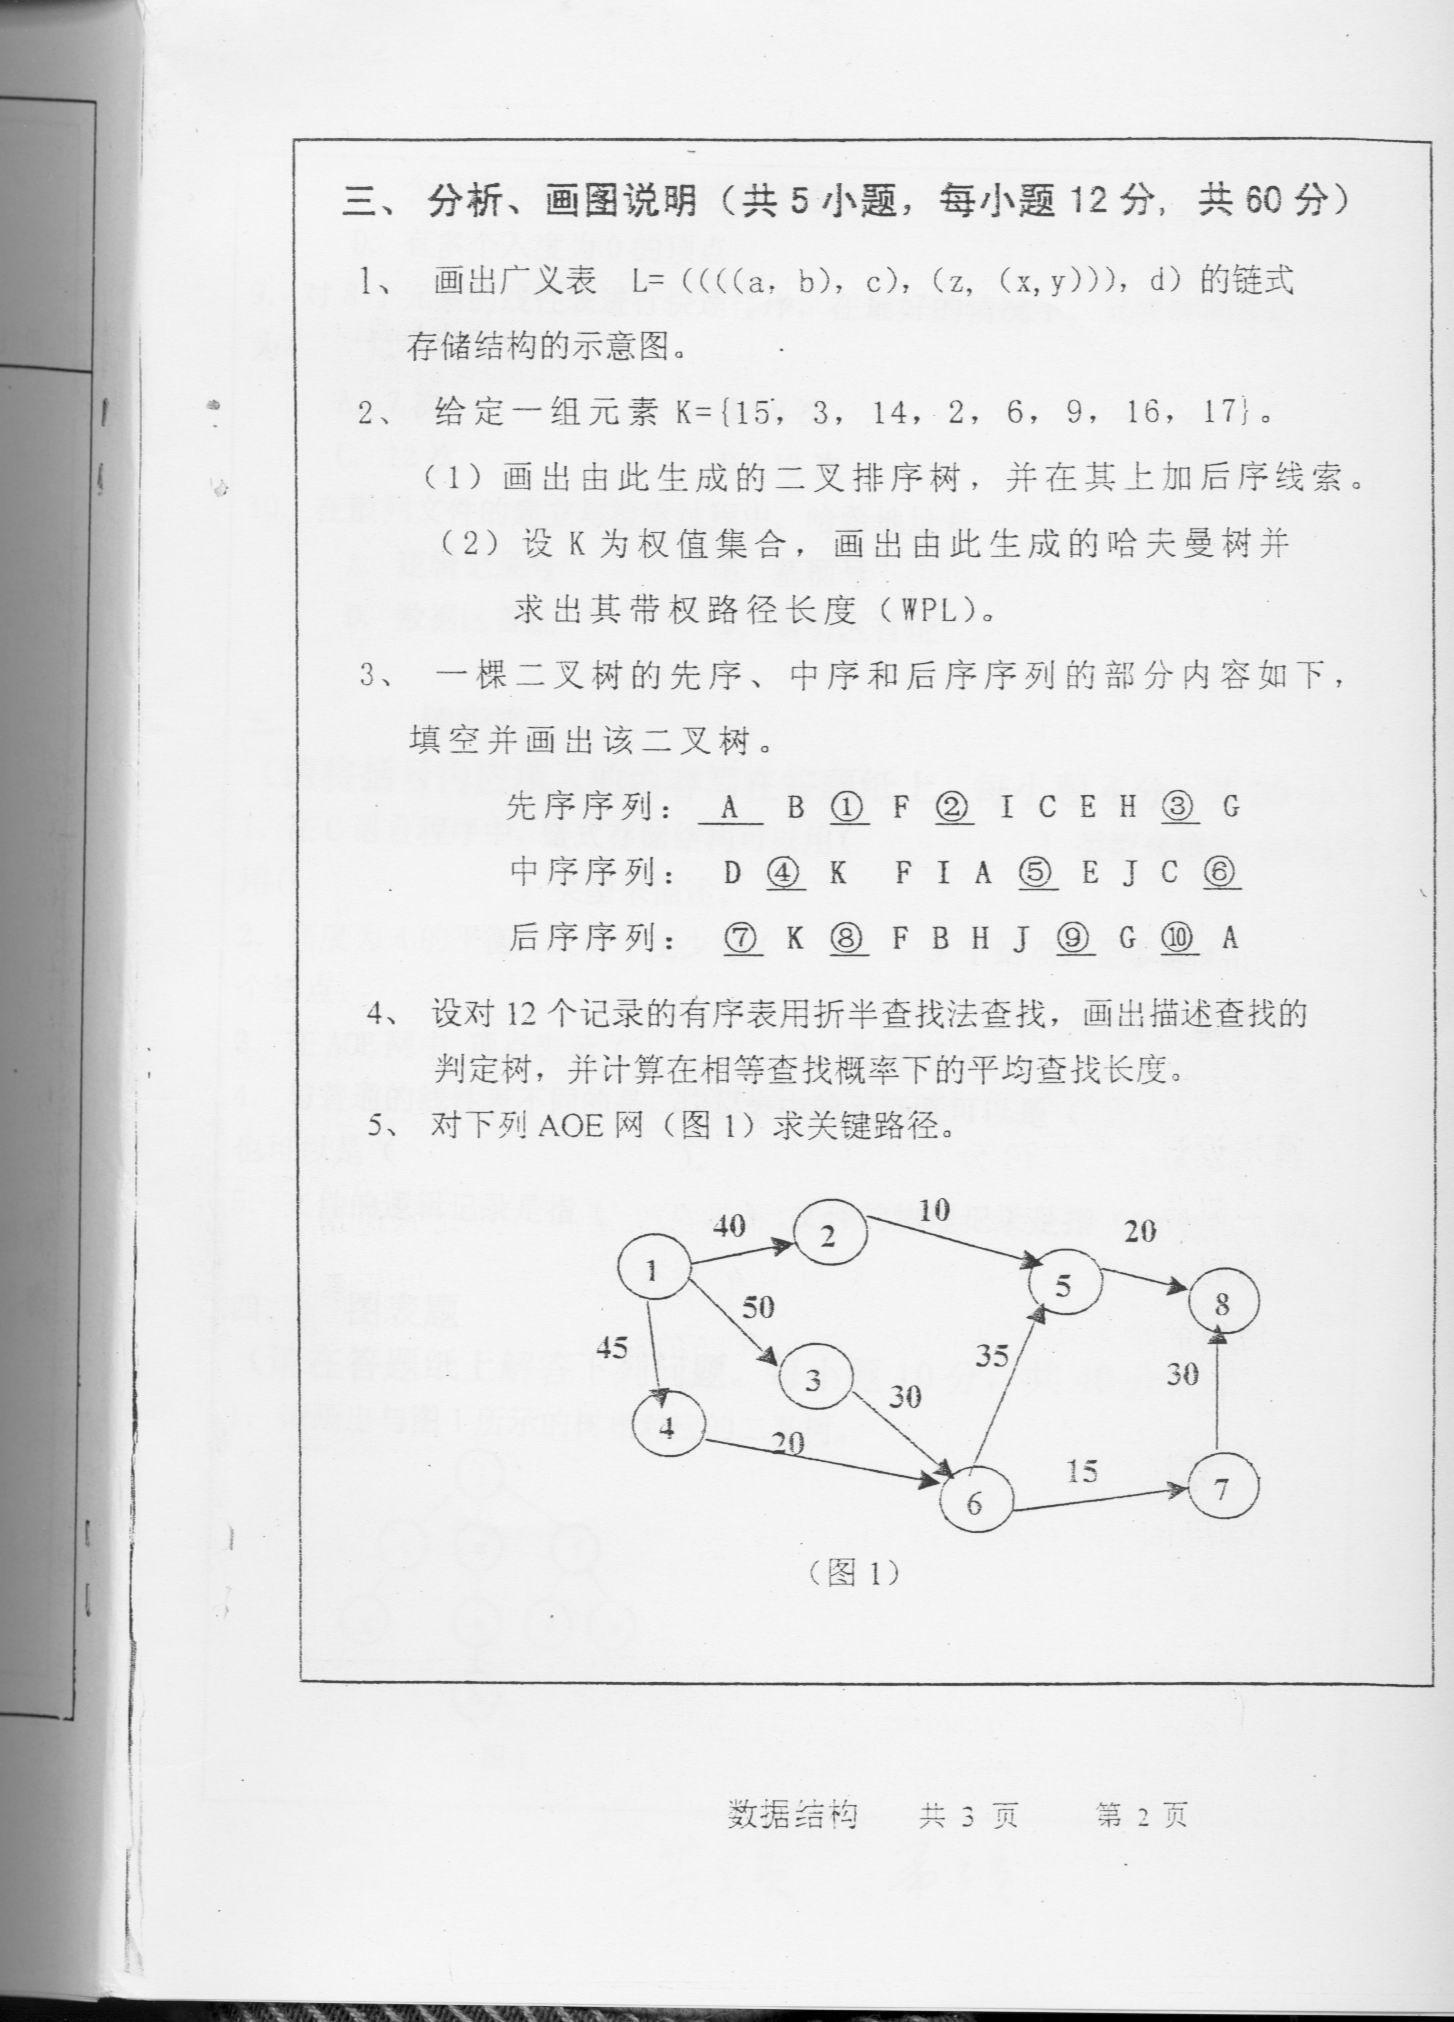 三、 分析、画图说明（共 5 小题，每小题 12 分，共 60 分）
1、 画出广义表 L=（(((a，b)，c)，(z，(x,y)))，d）的链式
存储结构的示意图。
2、 给定一组元素 K={15，3，14，2，6，9，16，17}。
（1）画出由此生成的二叉排序树，并在其上加后序线索。
（2）设 K 为权值集合，画出由此生成的哈夫曼树并
求出其带权路径长度（WPL）。
3、 一棵二叉树的先序、中序和后序序列的部分内容如下，
填空并画出该二叉树。
先序序列： A B ① F ② I C E H ③ G
中序序列： D ④ K F I A ⑤ E J C ⑥
后序序列： ⑦ K ⑧ F B H J ⑨ G ⑩ A
4、 设对 12 个记录的有序表用折半查找法查找，画出描述查找的
判定树，并计算在相等查找概率下的平均查找长度。
5、 对下列 AOE 网（图 1）求关键路径。
10
40 2 20
1 5
50 8
45
35
3 30
30
4
20
15
6 7
（图 1）
数据结构 共 3 页 第 2 页